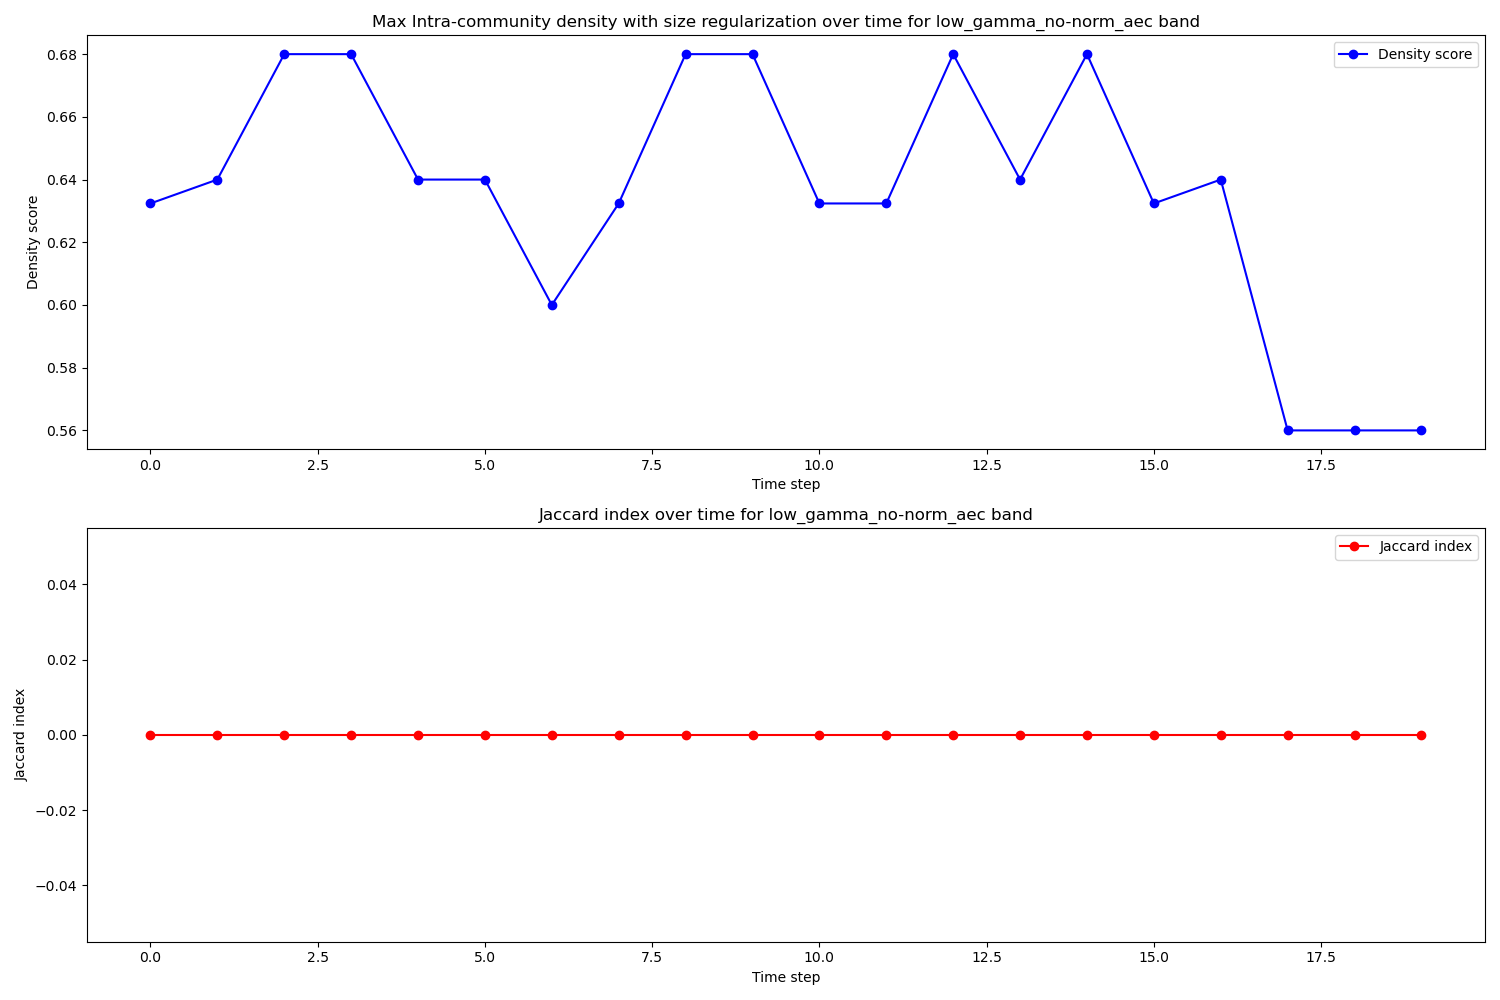 Max Intra-community density with size regularization over time for low_gamma_no-norm_aec band
Density score
0.68
0.66
0.64
0.62
0.60
0.58
0.56
Density score
0.0 2.5 5.0 7.5 10.0 12.5 15.0 17.5
Time step
Jaccard index over time for low_gamma_no-norm_aec band
Jaccard index
0.04
0.02
0.00
−0.02
−0.04
Jaccard index
0.0 2.5 5.0 7.5 10.0 12.5 15.0 17.5
Time step